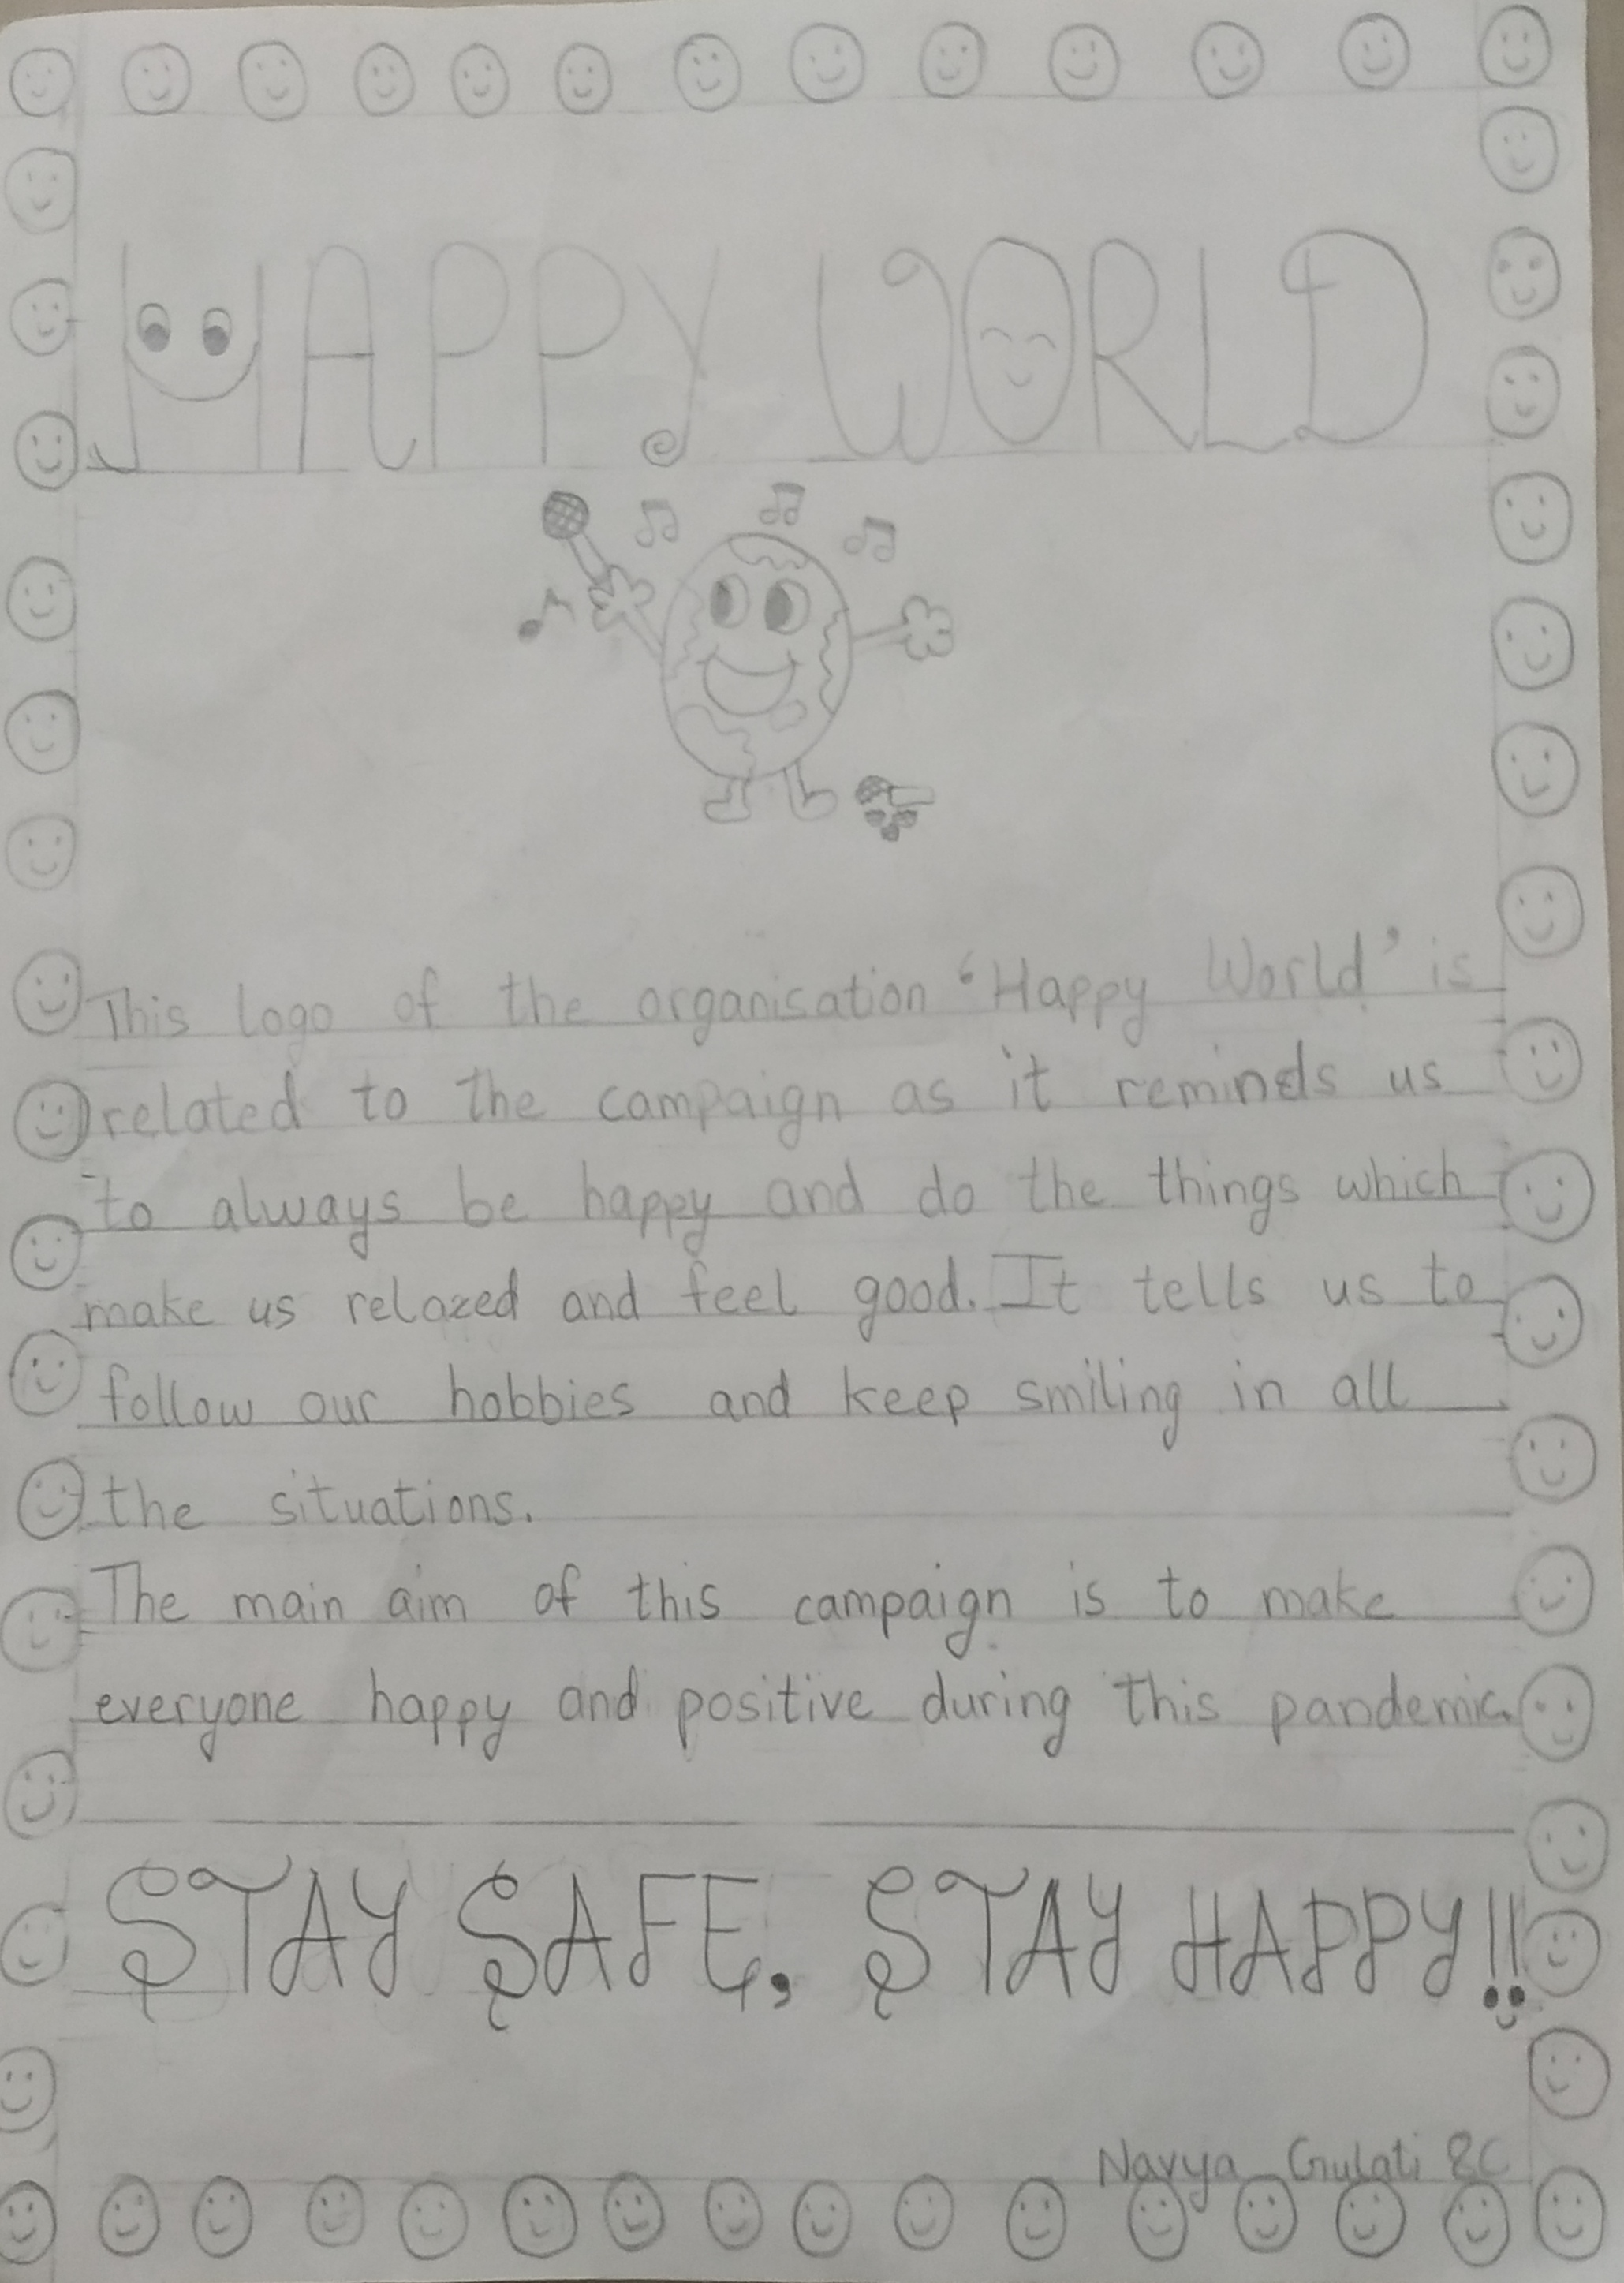 HAPPY WORLD
This logo of the organisation 'Happy World' is
related to the campaign as it reminds us
to always be happy and do the things which
make us relaxed and feel good. It tells us to
follow our hobbies and keep smiling in all
the situations.
The main aim of this campaign is to make
everyone happy and positive during this pandemic.
STAY SAFE, STAY HAPPY!!
Navya Gulati 8C